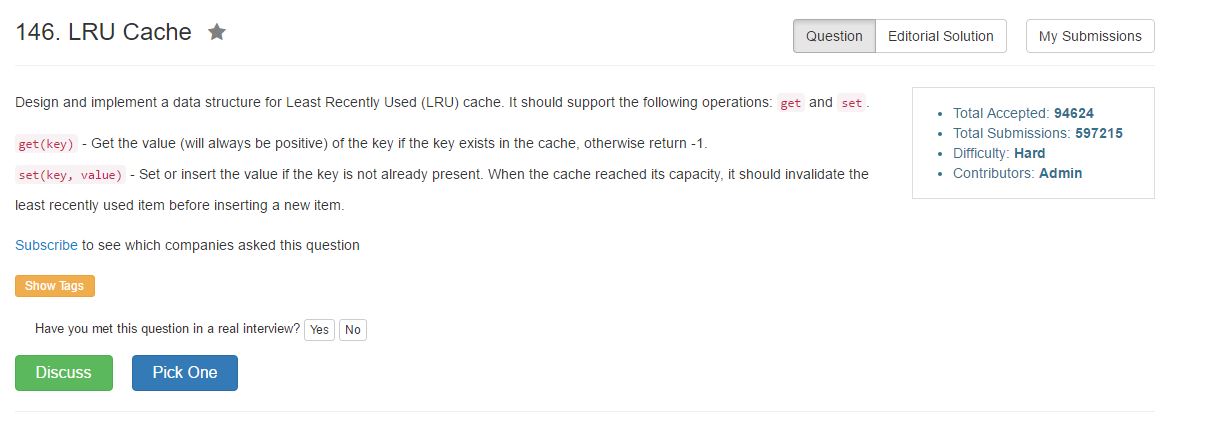 146. LRU Cache
Question Editorial Solution My Submissions
Design and implement a data structure for Least Recently Used (LRU) cache. It should support the following operations: get and set .
get(key) - Get the value (will always be positive) of the key if the key exists in the cache, otherwise return -1.
set(key, value) - Set or insert the value if the key is not already present. When the cache reached its capacity, it should invalidate the
least recently used item before inserting a new item.
Total Accepted: 94624
Total Submissions: 597215
Difficulty: Hard
Contributors: Admin
Subscribe to see which companies asked this question
Show Tags
Have you met this question in a real interview? Yes No
Discuss Pick One